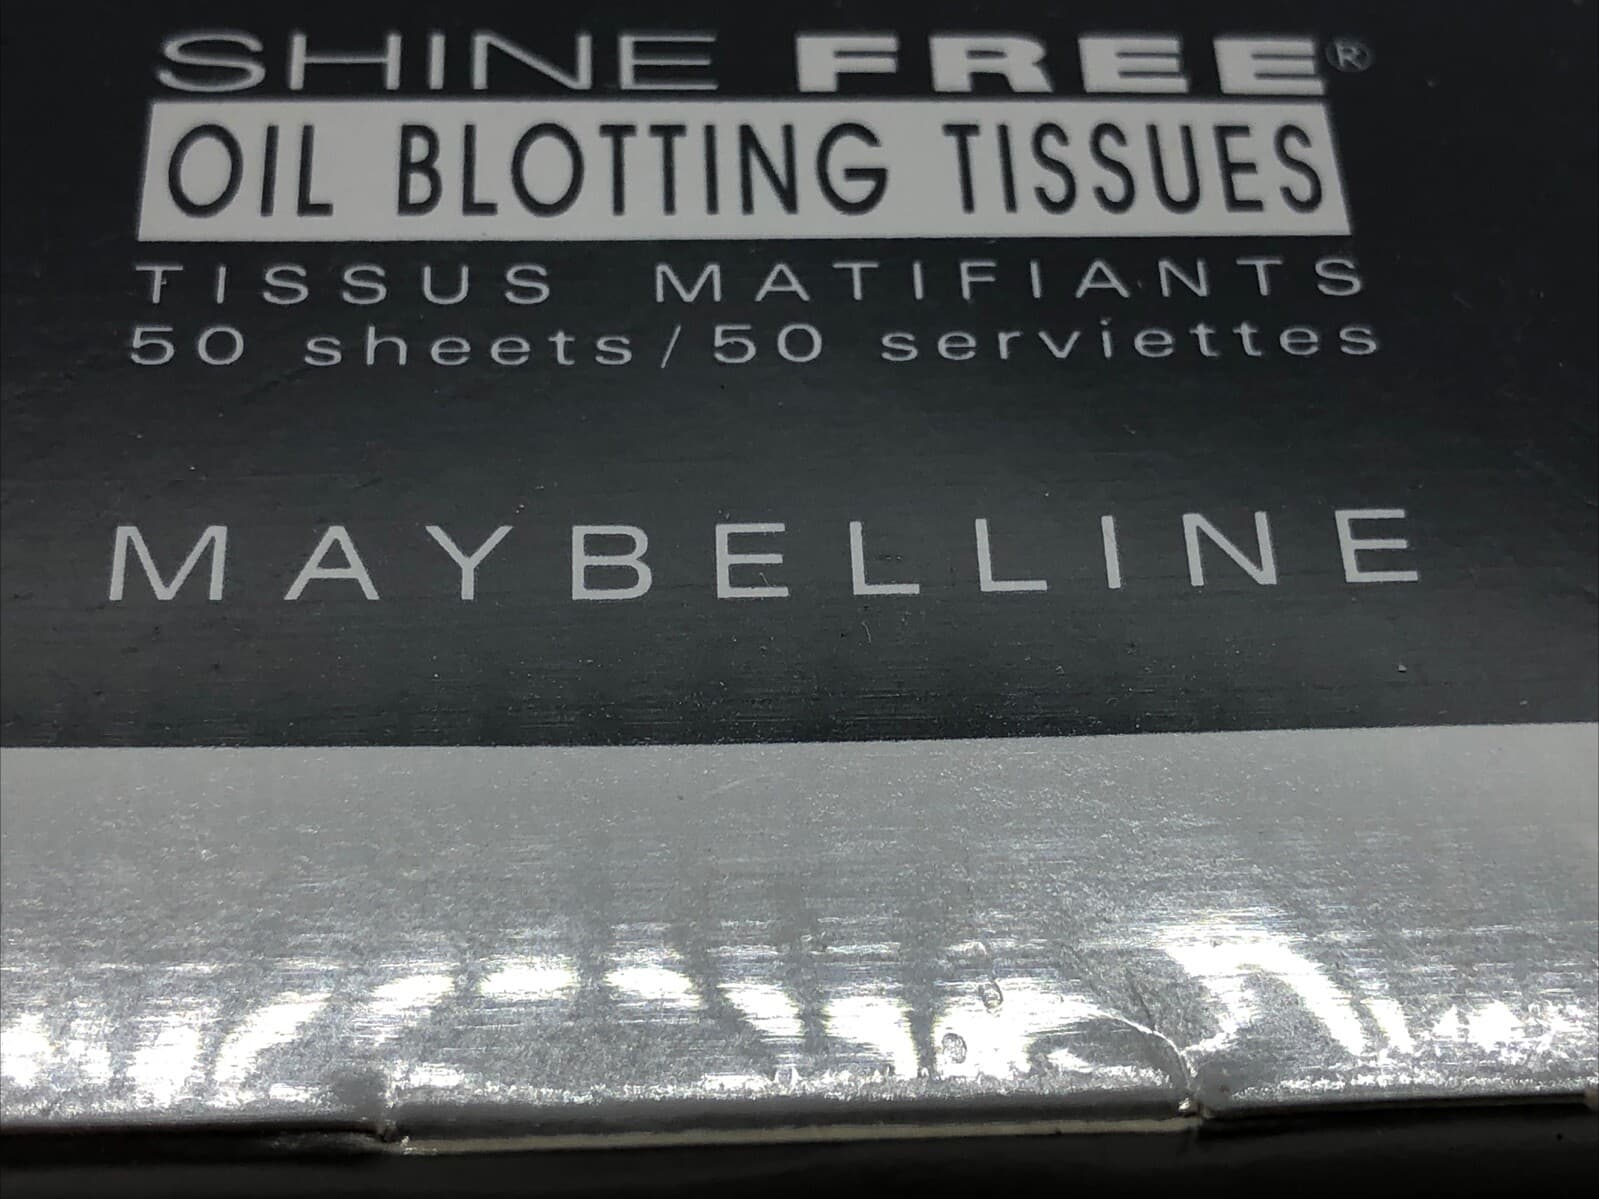 SHINE FREE®
OIL BLOTTING TISSUES
TISSUS MATIFIANTS
50 sheets/50 serviettes
MAYBELLINE